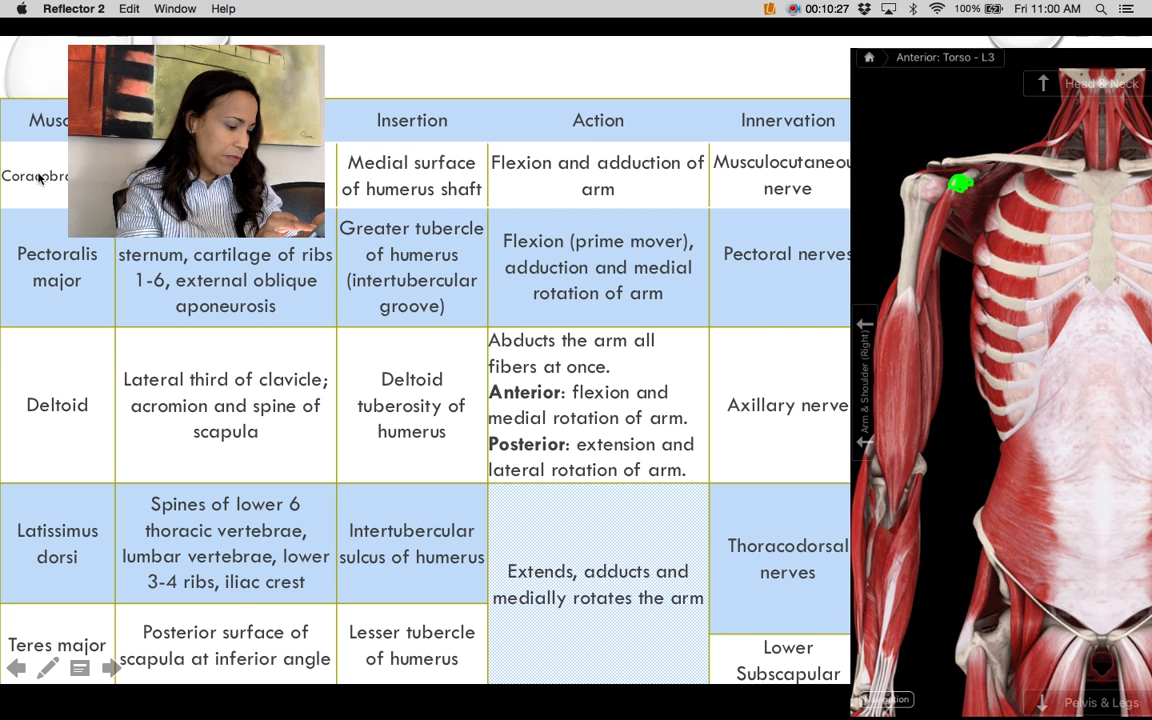 Reflector 2 Edit Window Help 00:10:27 100% Fri 11:00 AM
Anterior: Torso - L3
Head & Neck
Insertion Action Innervation
Medial surface
of humerus shaft
Flexion and adduction of
arm
Musculocutaneou
nerve
Pectoralis
major
sternum, cartilage of ribs
1-6, external oblique
aponeurosis
Greater tubercle
of humerus
(intertubercular
groove)
Flexion (prime mover),
adduction and medial
rotation of arm
Pectoral nerves
Deltoid
Lateral third of clavicle;
acromion and spine of
scapula
Deltoid
tuberosity of
humerus
Abducts the arm all
fibers at once.
Anterior: flexion and
medial rotation of arm.
Posterior: extension and
lateral rotation of arm.
Axillary nerve
Latissimus
dorsi
Spines of lower 6
thoracic vertebrae,
lumbar vertebrae, lower
3-4 ribs, iliac crest
Intertubercular
sulcus of humerus
Extends, adducts and
medially rotates the arm
Thoracodorsal
nerves
Teres major
Posterior surface of
scapula at inferior angle
Lesser tubercle
of humerus
Lower
Subscapular
Arm & Shoulder (Right)
Pelvis & Legs